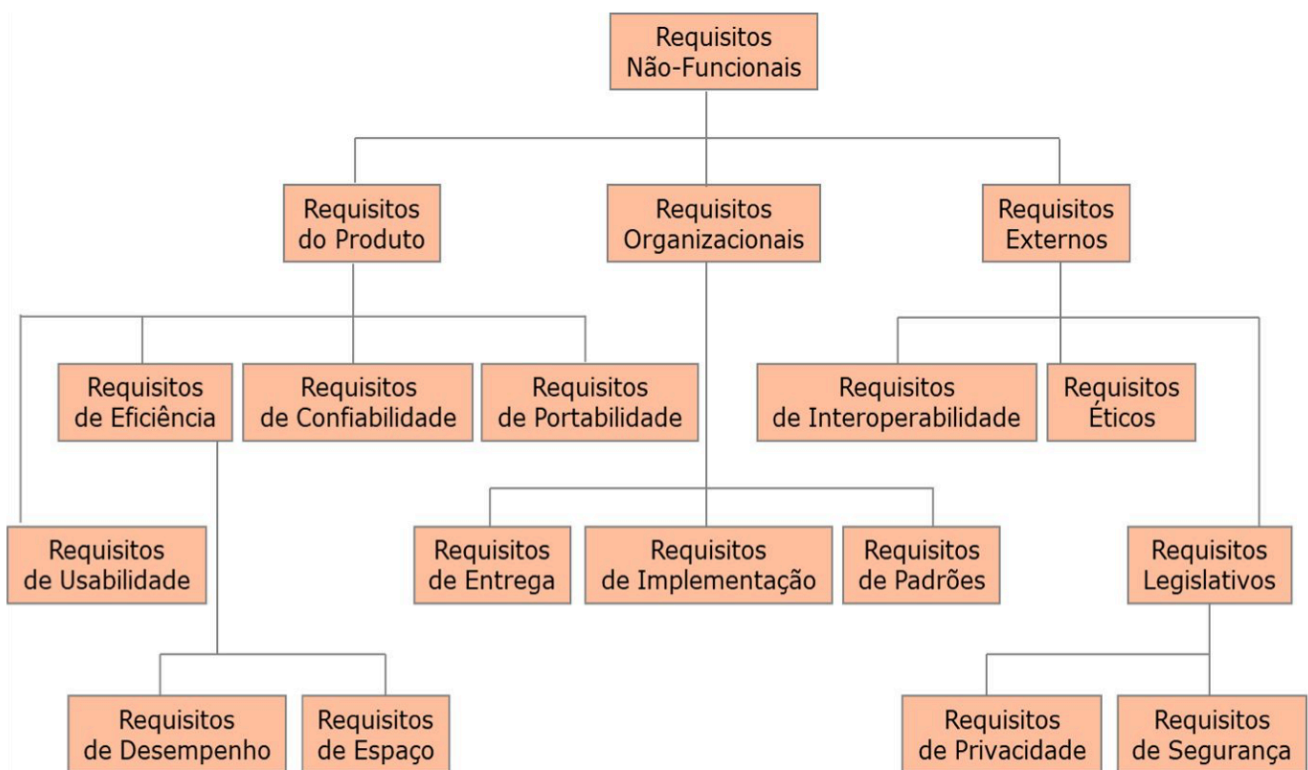 Requisitos
Não-Funcionais
Requisitos
do Produto
Requisitos
Organizacionais
Requisitos
Externos
Requisitos
de Eficiência
Requisitos
de Confiabilidade
Requisitos
de Portabilidade
Requisitos
de Interoperabilidade
Requisitos
Éticos
Requisitos
de Usabilidade
Requisitos
de Entrega
Requisitos
de Implementação
Requisitos
de Padrões
Requisitos
Legislativos
Requisitos
de Desempenho
Requisitos
de Espaço
Requisitos
de Privacidade
Requisitos
de Segurança